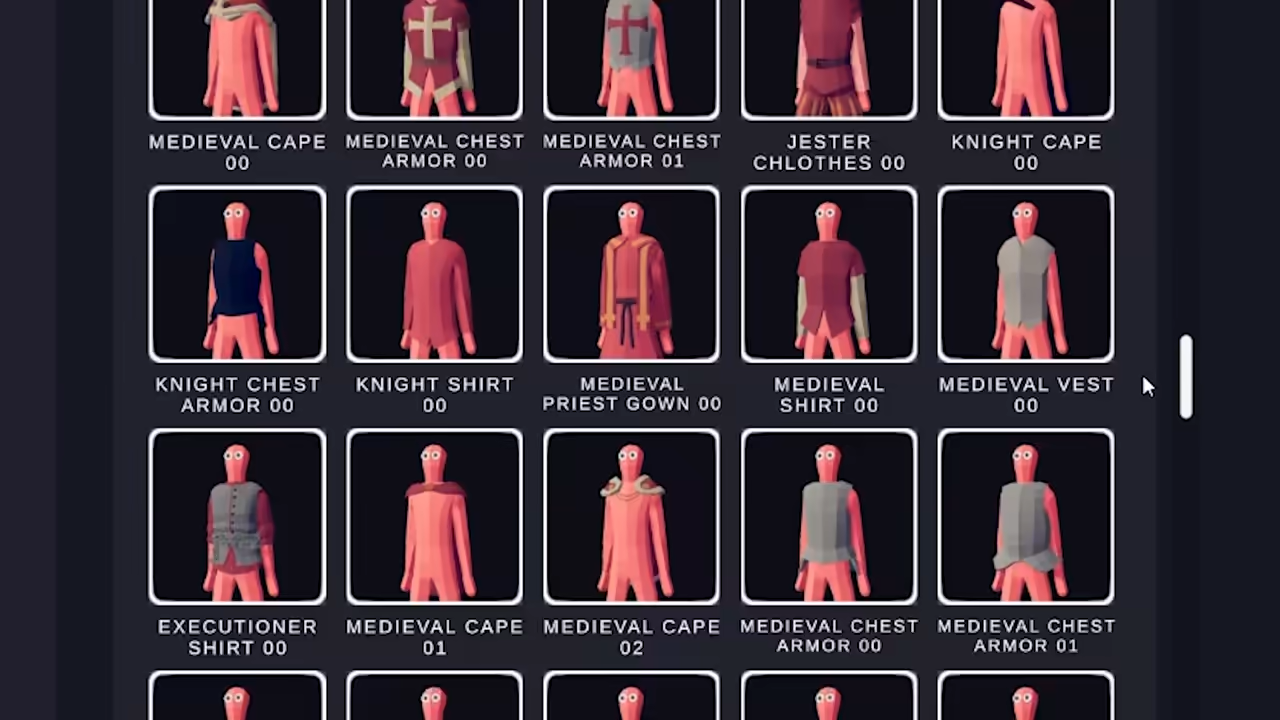 MEDIEVAL CAPE
00
MEDIEVAL CHEST
ARMOR 00
MEDIEVAL CHEST
ARMOR 01
JESTER
CHLOTHES 00
KNIGHT CAPE
00
KNIGHT CHEST
ARMOR 00
KNIGHT SHIRT
00
MEDIEVAL
PRIEST GOWN 00
MEDIEVAL
SHIRT 00
MEDIEVAL VEST
00
EXECUTIONER
SHIRT 00
MEDIEVAL CAPE
01
MEDIEVAL CAPE
02
MEDIEVAL CHEST
ARMOR 00
MEDIEVAL CHEST
ARMOR 01